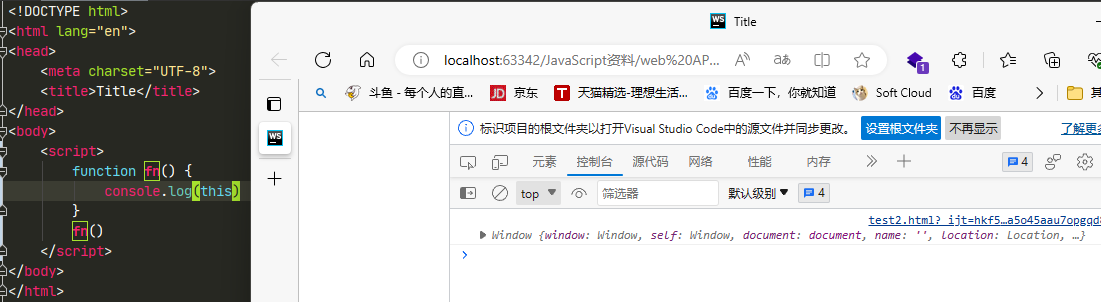 <!DOCTYPE html>
<html lang="en">
<head>
<meta charset="UTF-8">
<title>Title</title>
</head>
<body>
<script>
function fn() {
console.log(this)
}
fn()
</script>
</body>
</html>
WS Title
localhost:63342/JavaScript资料/web%20AP...
A aあ 1
斗鱼 - 每个人的直... JD 京东 T 天猫精选-理想生活... 百度一下，你就知道 Soft Cloud 百度 其
WS
标识项目的根文件夹以打开Visual Studio Code中的源文件并同步更改。 设置根文件夹 不再显示 了解更多
元素 控制台 源代码 网络 性能 内存 4
top 筛选器 默认级别 4
test2.html?_ijt=hkf5…a5o45aau7opgqd
Window {window: Window, self: Window, document: document, name: '', location: Location, …}